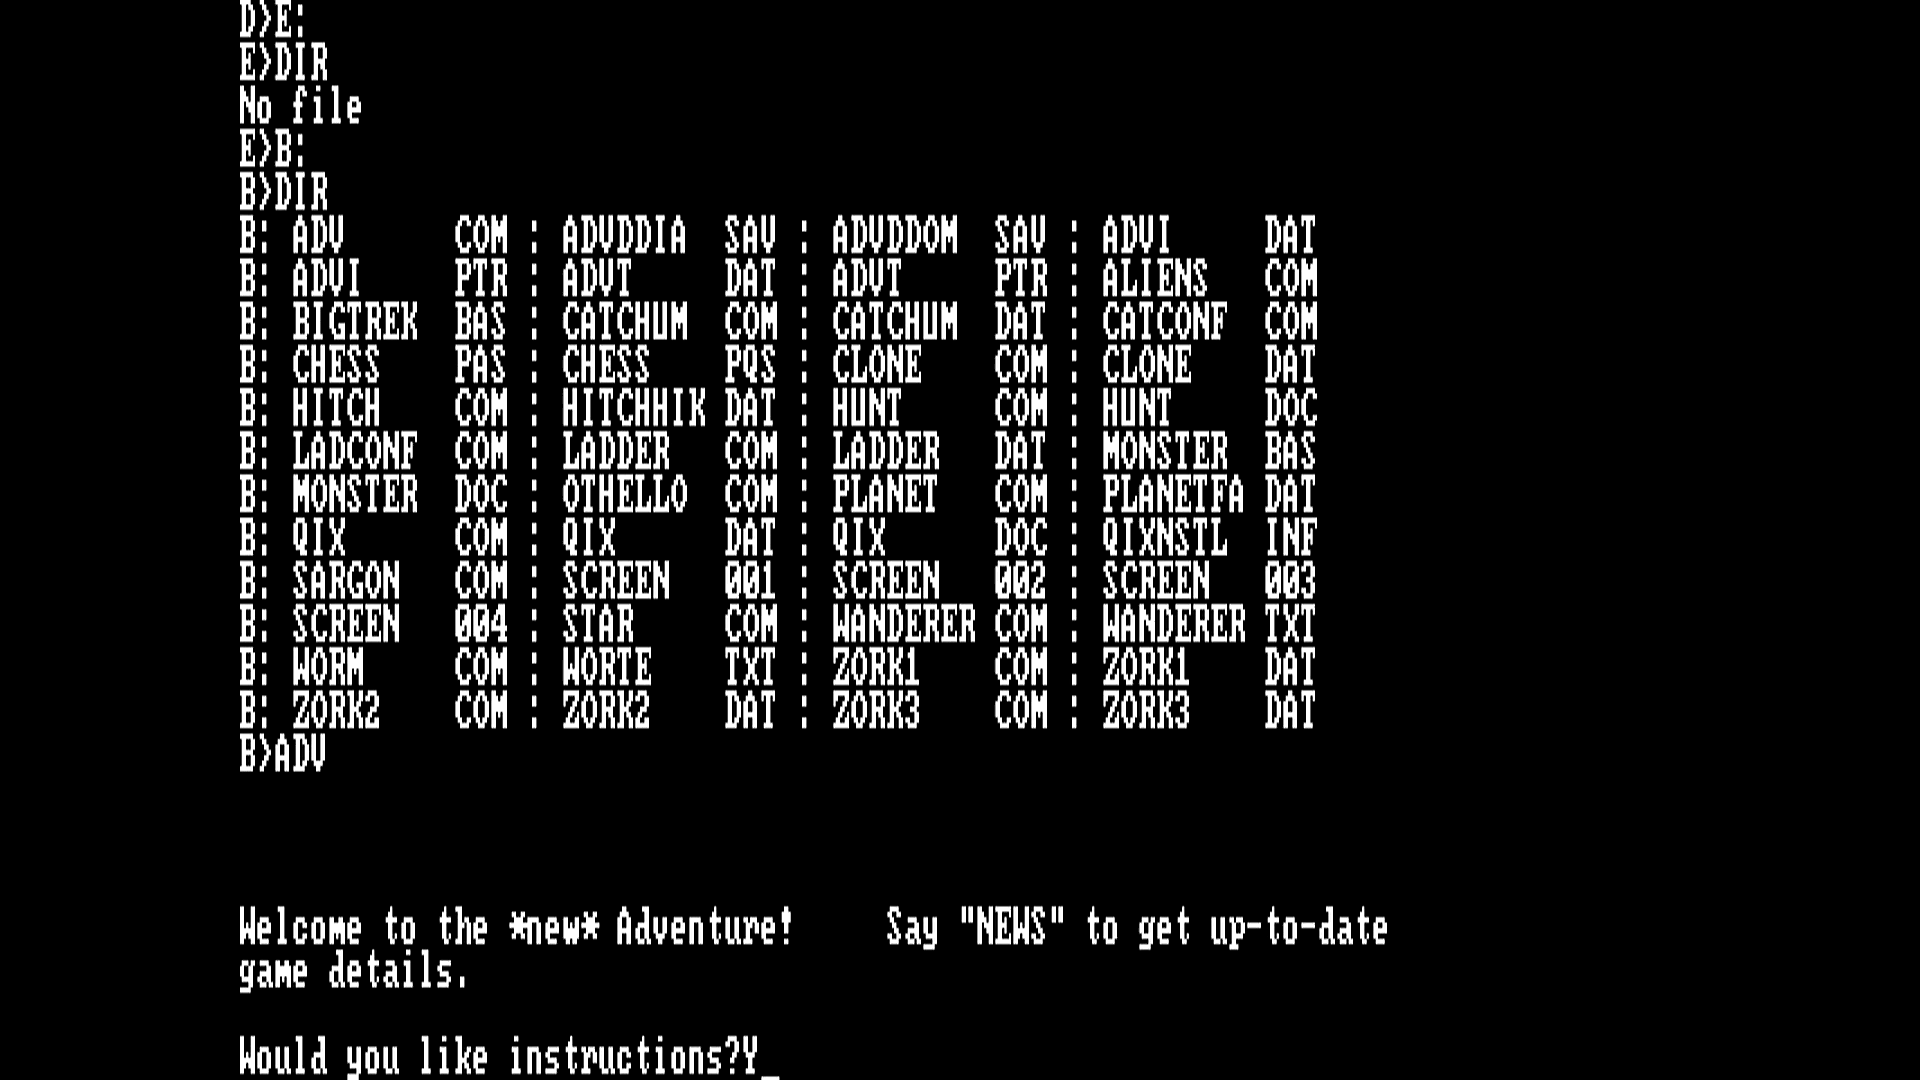 D>E:
E>DIR
No file
E>B:
B>DIR
B: ADV      COM : ADVDDIA  SAV : ADVDDOM  SAV : ADVI     DAT
B: ADVI     PTR : ADVT     DAT : ADVT     PTR : ALIENS   COM
B: BIGTREK  BAS : CATCHUM  COM : CATCHUM  DAT : CATCONF  COM
B: CHESS    PAS : CHESS    PQS : CLONE    COM : CLONE    DAT
B: HITCH    COM : HITCHHIK DAT : HUNT     COM : HUNT     DOC
B: LADCONF  COM : LADDER   COM : LADDER   DAT : MONSTER  BAS
B: MONSTER  DOC : OTHELLO  COM : PLANET   COM : PLANETFA DAT
B: QIX      COM : QIX      DAT : QIX      DOC : QIXNSTL  INF
B: SARGON   COM : SCREEN   001 : SCREEN   002 : SCREEN   003
B: SCREEN   004 : STAR     COM : WANDERER COM : WANDERER TXT
B: WORM     COM : WORTE    TXT : ZORK1    COM : ZORK1    DAT
B: ZORK2    COM : ZORK2    DAT : ZORK3    COM : ZORK3    DAT
B>ADV
Welcome to the *new* Adventure!     Say "NEWS" to get up-to-date
game details.
Would you like instructions?Y_